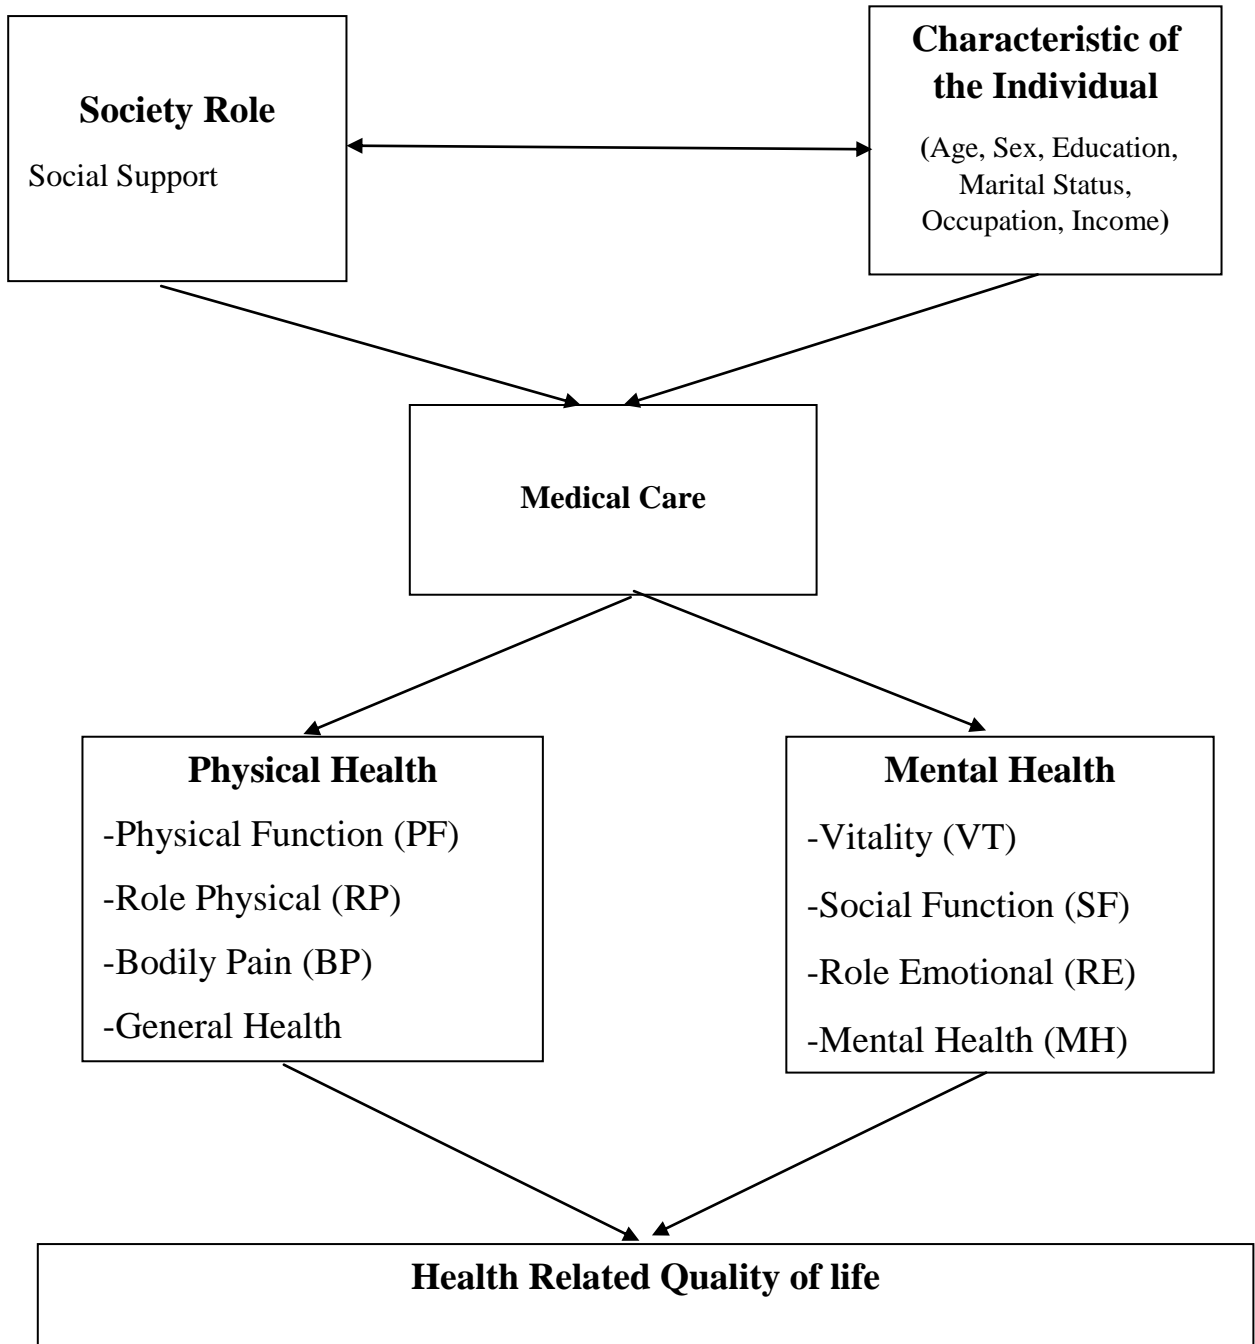 Society Role
Social Support
Characteristic of
the Individual
(Age, Sex, Education,
Marital Status,
Occupation, Income)
Medical Care
Physical Health
-Physical Function (PF)
-Role Physical (RP)
-Bodily Pain (BP)
-General Health
Mental Health
-Vitality (VT)
-Social Function (SF)
-Role Emotional (RE)
-Mental Health (MH)
Health Related Quality of life